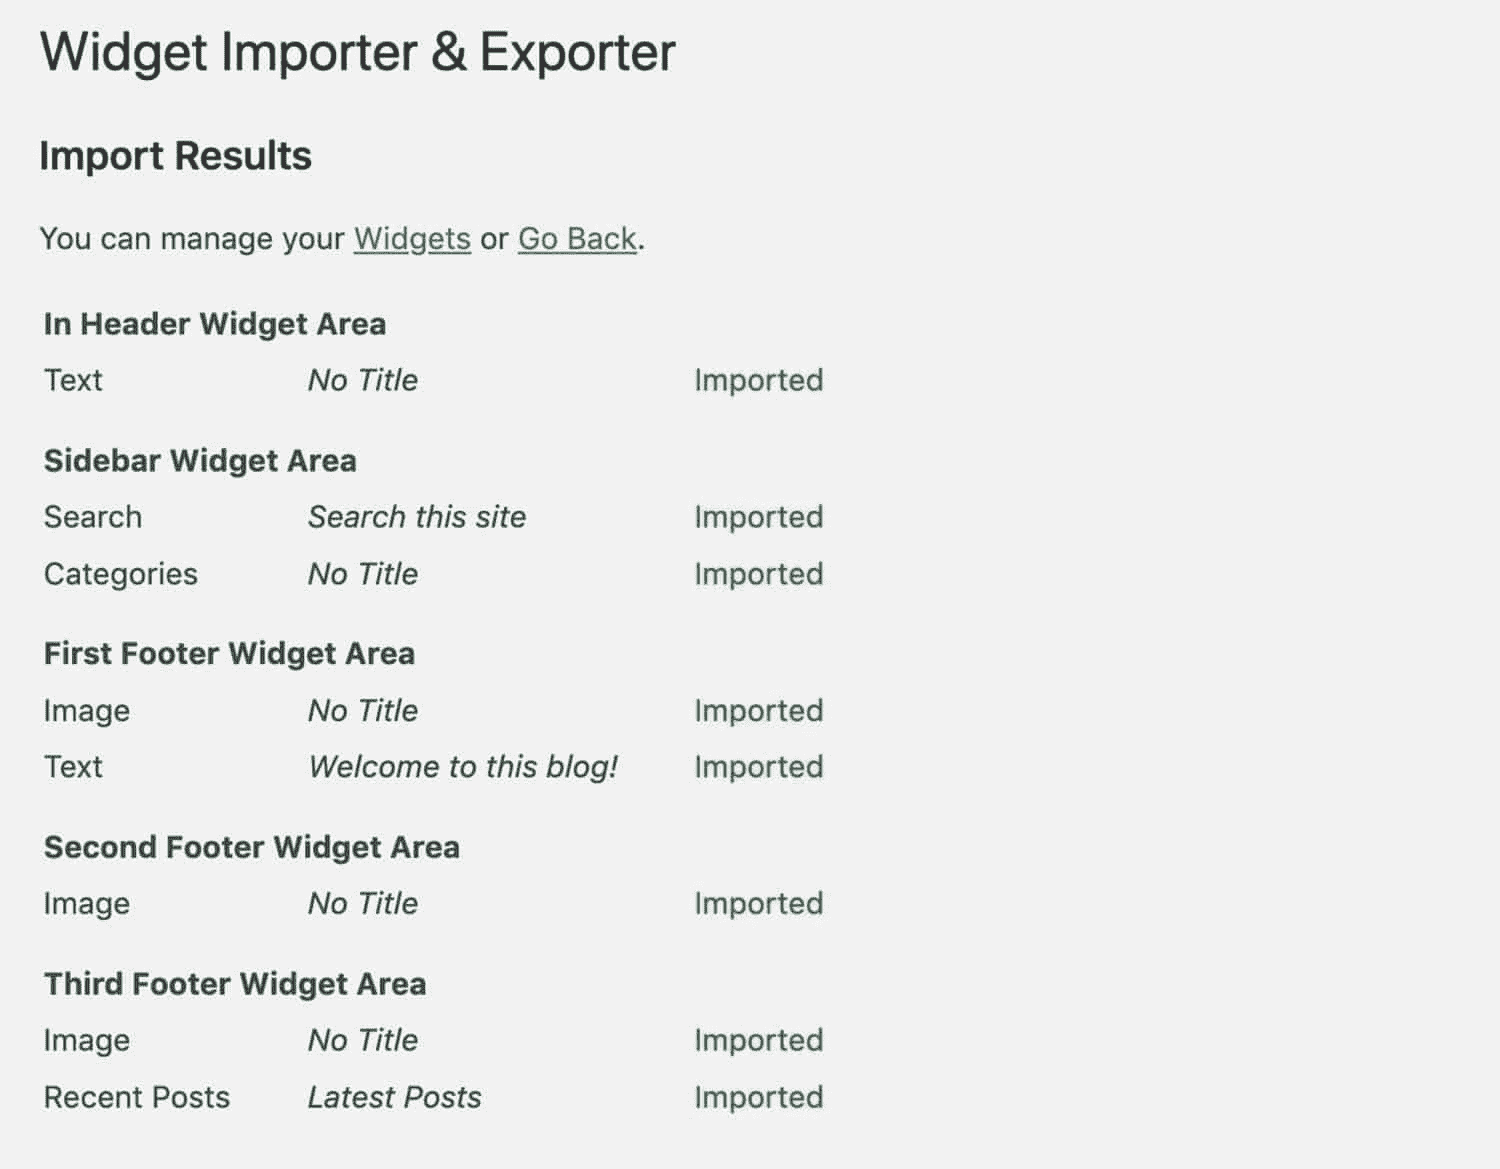 Widget Importer & Exporter
Import Results
You can manage your Widgets or Go Back.
In Header Widget Area
Text No Title Imported
Sidebar Widget Area
Search Search this site Imported
Categories No Title Imported
First Footer Widget Area
Image No Title Imported
Text Welcome to this blog! Imported
Second Footer Widget Area
Image No Title Imported
Third Footer Widget Area
Image No Title Imported
Recent Posts Latest Posts Imported